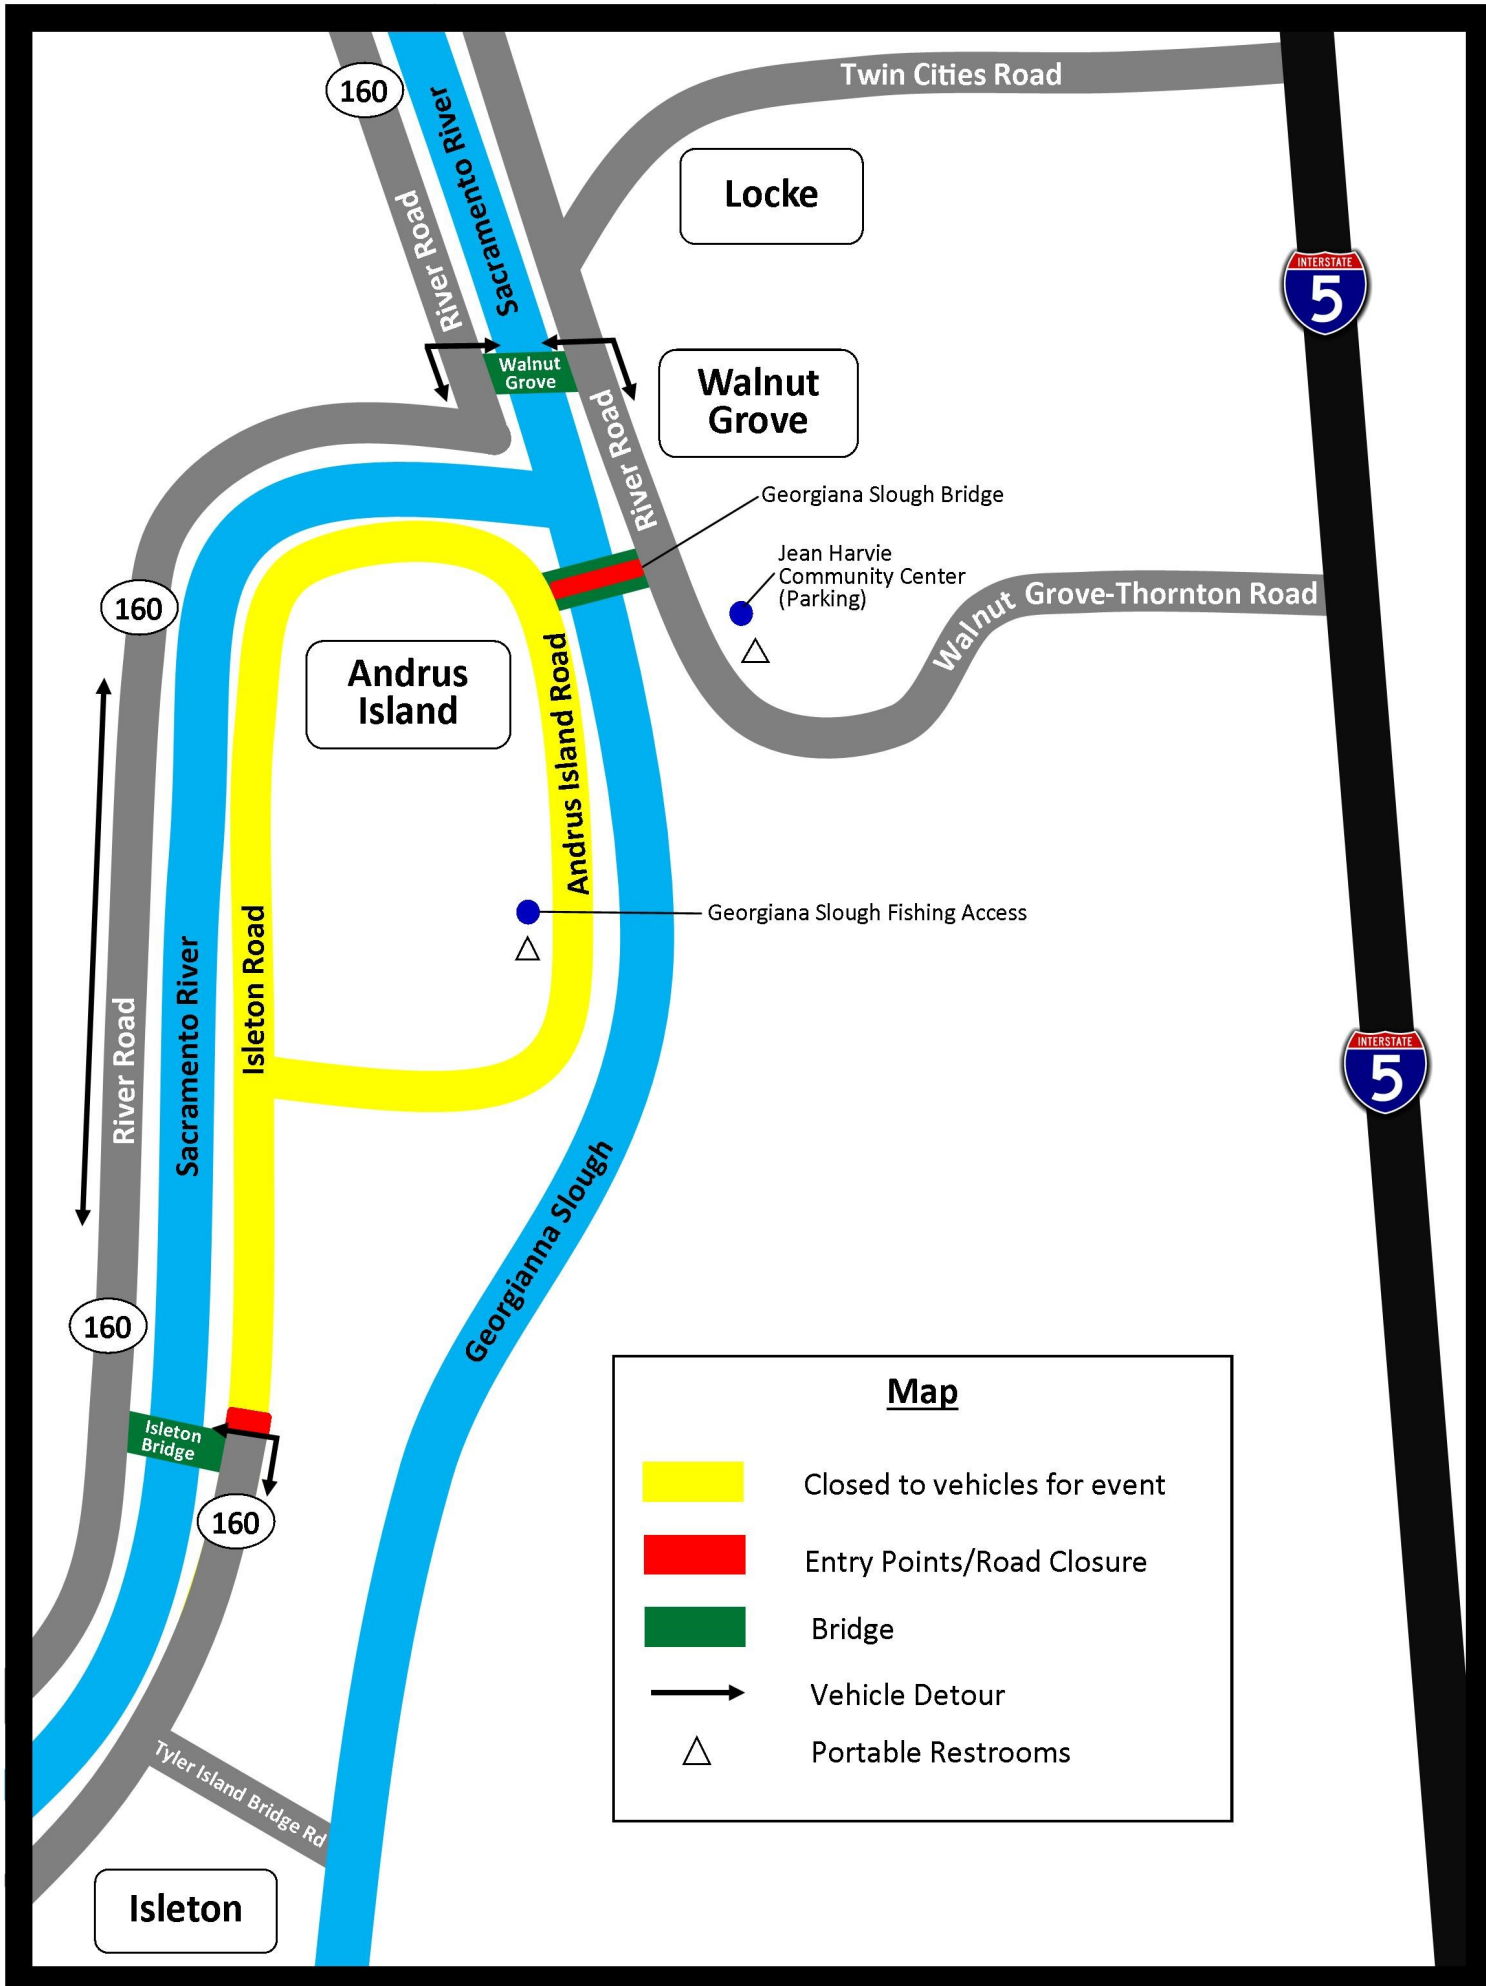 Twin Cities Road
160
Sacramento River
River Road
Locke
INTERSTATE
5
Walnut
Grove
Walnut
Grove
River Road
Georgiana Slough Bridge
Jean Harvie
Community Center
(Parking)
Walnut Grove-Thornton Road
160
Andrus
Island
Andrus Island Road
Georgiana Slough Fishing Access
Isleton Road
Sacramento River
River Road
INTERSTATE
5
Georgianna Slough
160
Isleton
Bridge
160
Map
Closed to vehicles for event
Entry Points/Road Closure
Bridge
Vehicle Detour
Portable Restrooms
Tyler Island Bridge Rd
Isleton